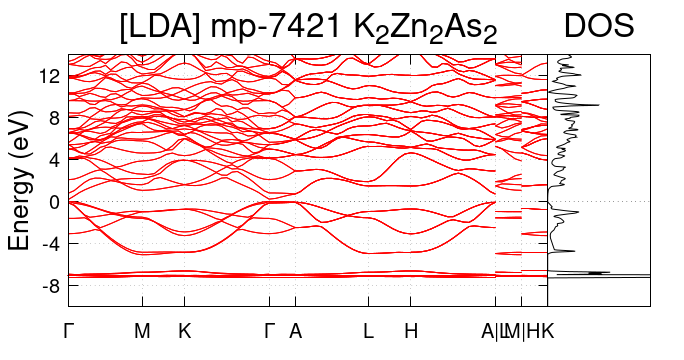 [LDA] mp-7421 K₂Zn₂As₂ DOS
Energy (eV)
12
8
4
0
-4
-8
Γ M K Γ A L H A|L M|H K